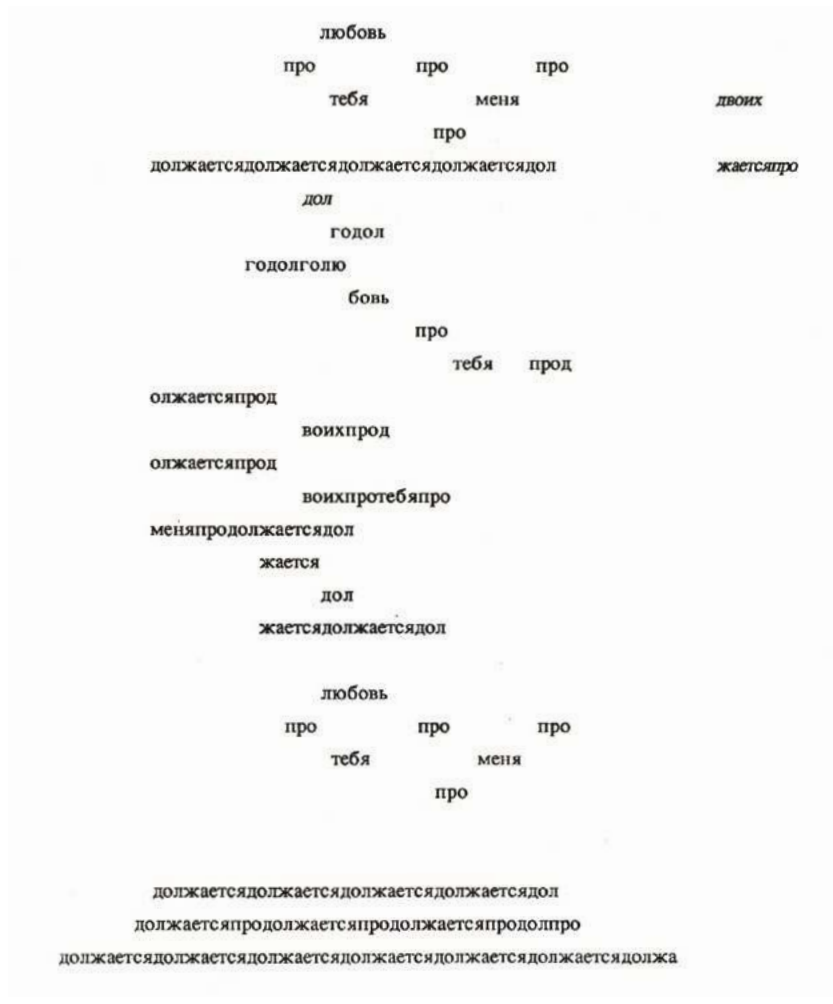 любовь
про про про
тебя меня двоих
про
должаетсядолжаетсядолжаетсядолжаетсядол жаетсяпро
дол
годол
годолголю
бовь
про
тебя прод
олжаетсяпрод
воихпрод
олжаетсяпрод
воихпротебяпро
меняпродолжаетсядол
жается
дол
жаетсядолжаетсядол
любовь
про про про
тебя меня
про
должаетсядолжаетсядолжаетсядолжаетсядол
должаетсяпродолжаетсяпродолжаетсяпродолпро
должаетсядолжаетсядолжаетсядолжаетсядолжаетсядолжаетсядолжа